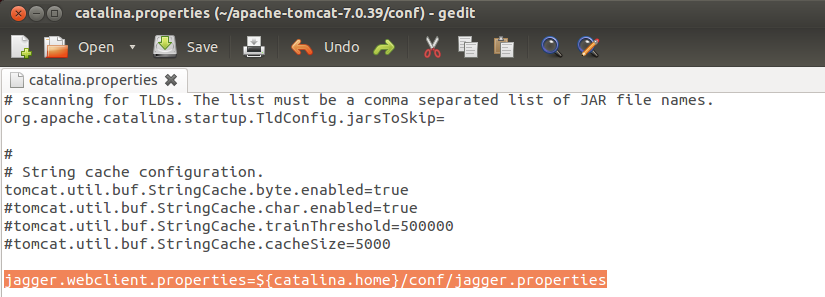 catalina.properties (~/apache-tomcat-7.0.39/conf) - gedit
Open Save Undo
catalina.properties
# scanning for TLDs. The list must be a comma separated list of JAR file names.
org.apache.catalina.startup.TldConfig.jarsToSkip=
#
# String cache configuration.
tomcat.util.buf.StringCache.byte.enabled=true
#tomcat.util.buf.StringCache.char.enabled=true
#tomcat.util.buf.StringCache.trainThreshold=500000
#tomcat.util.buf.StringCache.cacheSize=5000
jagger.webclient.properties=${catalina.home}/conf/jagger.properties